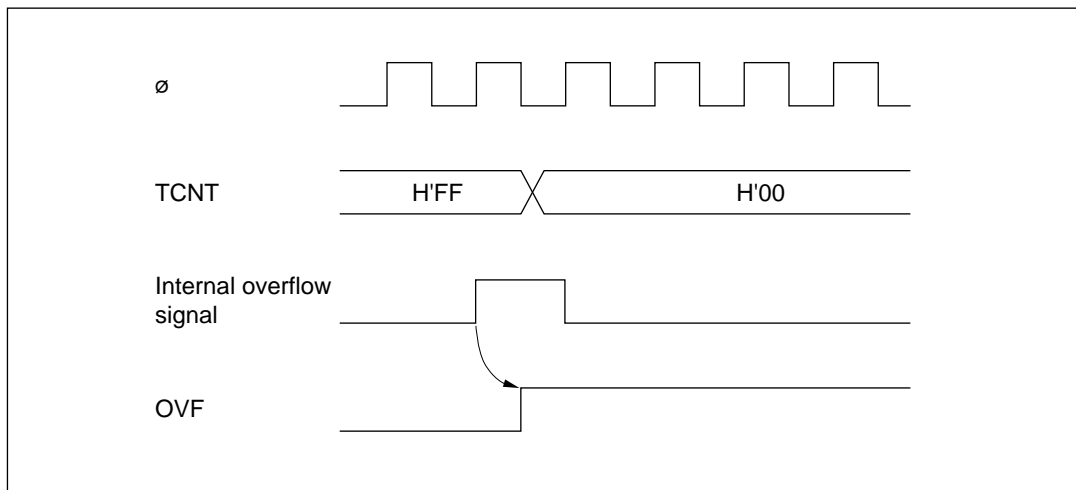 ø
TCNT
H'FF
H'00
Internal overflow
signal
OVF